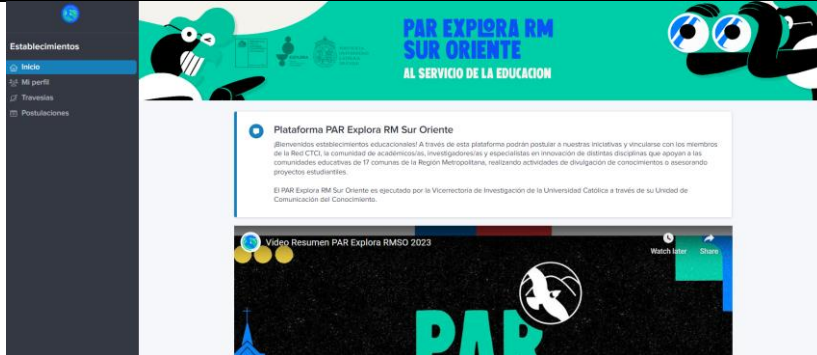 Establecimientos
Inicio
Mi perfil
Travesías
Postulaciones
PAR EXPLORA RM
SUR ORIENTE
AL SERVICIO DE LA EDUCACION
Plataforma PAR Explora RM Sur Oriente
¡Bienvenidos establecimientos educacionales! A través de esta plataforma podrán postular a nuestras iniciativas y vincularse con los miembros
de la Red CTCI, la comunidad de académicos/as, investigadores/as y especialistas en innovación de distintas disciplinas que apoyan a las
comunidades educativas de 17 comunas de la Región Metropolitana, realizando actividades de divulgación de conocimientos o asesorando
proyectos estudiantiles.
El PAR Explora RM Sur Oriente es ejecutado por la Vicerrectoría de Investigación de la Universidad Católica a través de su Unidad de
Comunicación del Conocimiento.
Video Resumen PAR Explora RMSO 2023
Watch later
Share
PAR